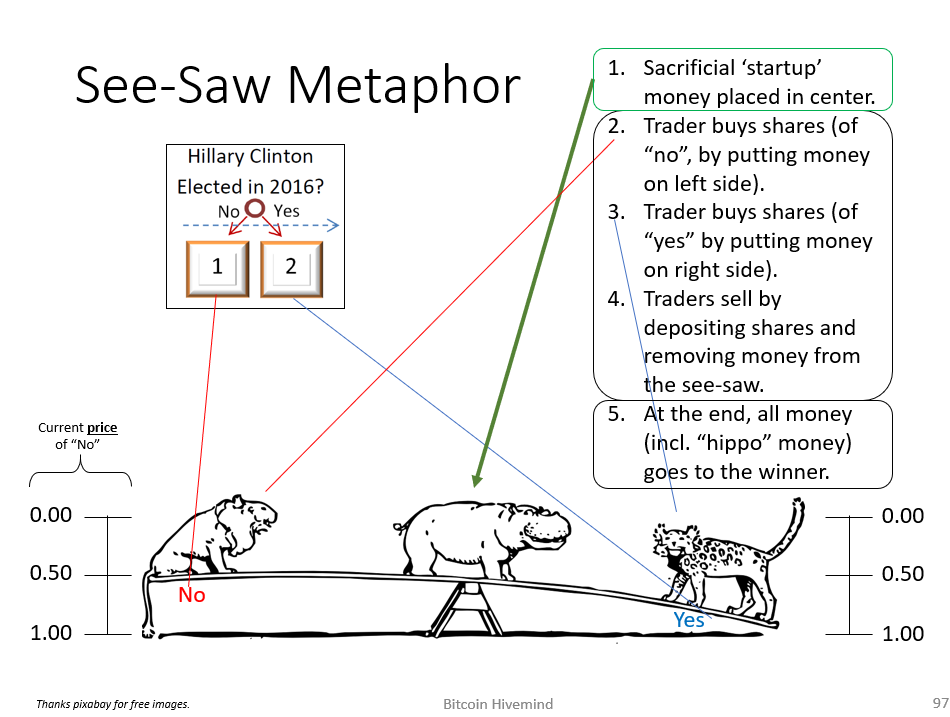 See-Saw Metaphor
Hillary Clinton
Elected in 2016?
No Yes
1 2
1. Sacrificial ‘startup’
money placed in center.
2. Trader buys shares (of
“no”, by putting money
on left side).
3. Trader buys shares (of
“yes” by putting money
on right side).
4. Traders sell by
depositing shares and
removing money from
the see-saw.
5. At the end, all money
(incl. “hippo” money)
goes to the winner.
Current price
of “No”
0.00
0.50
1.00
No
Yes
0.00
0.50
1.00
Thanks pixabay for free images.
Bitcoin Hivemind
97